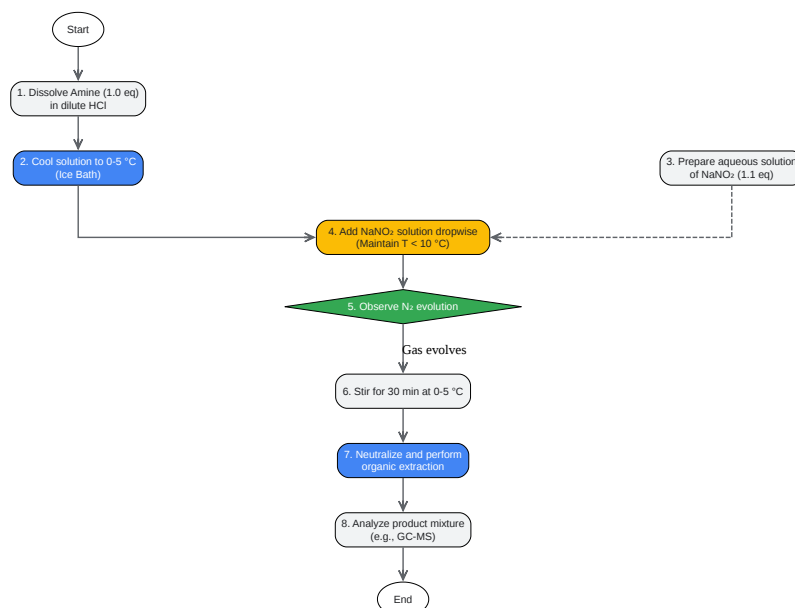 Start
1. Dissolve Amine (1.0 eq)
in dilute HCl
2. Cool solution to 0-5 °C
(Ice Bath)
3. Prepare aqueous solution
of NaNO₂ (1.1 eq)
4. Add NaNO₂ solution dropwise
(Maintain T < 10 °C)
5. Observe N₂ evolution
Gas evolves
6. Stir for 30 min at 0-5 °C
7. Neutralize and perform
organic extraction
8. Analyze product mixture
(e.g., GC-MS)
End